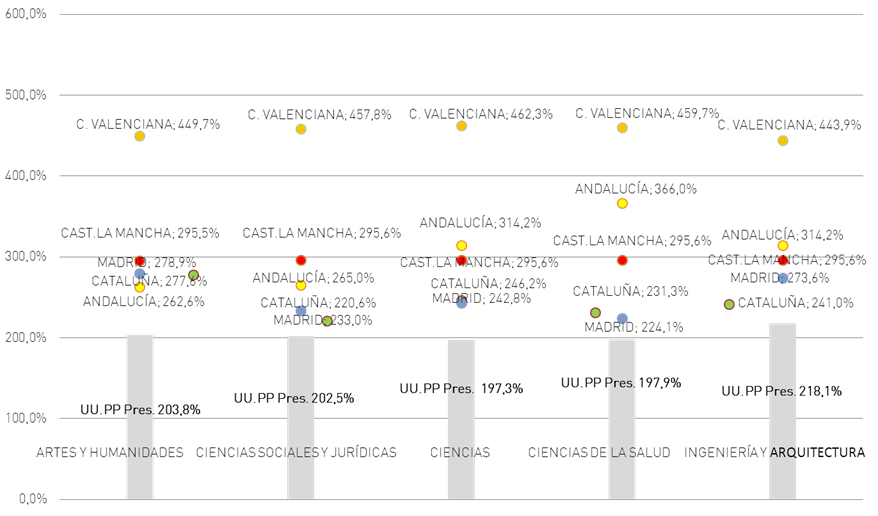 600,0%
500,0%
C. VALENCIANA; 449,7%
C. VALENCIANA; 457,8%
C. VALENCIANA; 462,3%
C. VALENCIANA; 459,7%
C. VALENCIANA; 443,9%
400,0%
ANDALUCÍA; 366,0%
CAST.LA MANCHA; 295,5%
CAST.LA MANCHA; 295,6%
ANDALUCÍA; 314,2%
CAST.LA MANCHA; 295,6%
ANDALUCÍA; 314,2%
300,0%
MADRID; 278,9%
CAST.LA MANCHA; 295,6%
CAST.LA MANCHA; 295,6%
CATALUÑA; 277,6%
ANDALUCÍA; 265,0%
CATALUÑA; 246,2%
MADRID; 273,6%
ANDALUCÍA; 262,6%
CATALUÑA; 220,6%
MADRID; 242,8%
CATALUÑA; 231,3%
CATALUÑA; 241,0%
MADRID; 233,0%
MADRID; 224,1%
200,0%
UU.PP Pres. 203,8%
UU.PP Pres. 202,5%
UU.PP Pres. 197,3%
UU.PP Pres. 197,9%
UU.PP Pres. 218,1%
100,0%
ARTES Y HUMANIDADES
CIENCIAS SOCIALES Y JURÍDICAS
CIENCIAS
CIENCIAS DE LA SALUD
INGENIERÍA Y ARQUITECTURA
0,0%